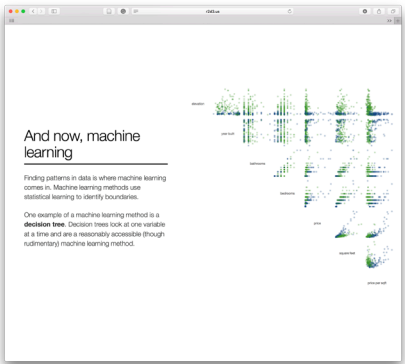 r2d3.us
And now, machine
learning
Finding patterns in data is where machine learning
comes in. Machine learning methods use
statistical learning to identify boundaries.
One example of a machine learning method is a
decision tree. Decision trees look at one variable
at a time and are a reasonably accessible (though
rudimentary) machine learning method.
elevation
year built
bathrooms
bedrooms
price
square feet
price per sqft